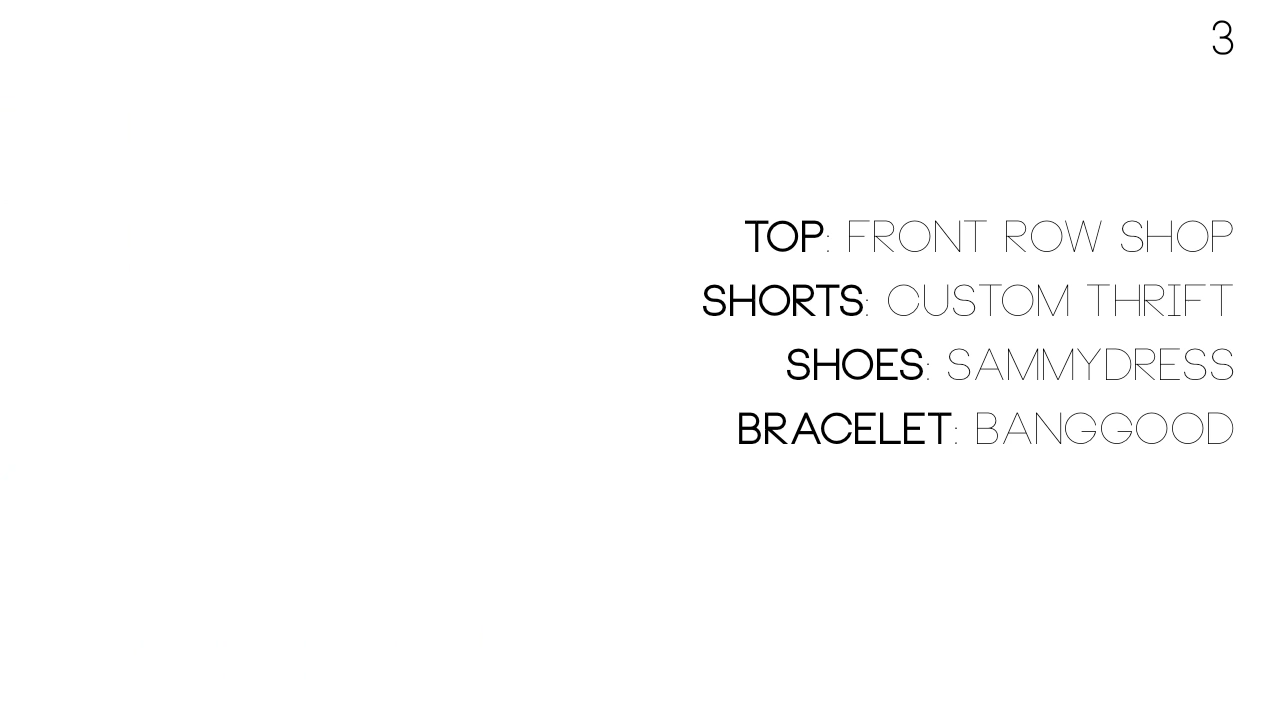 3
TOP: FRONT ROW SHOP
SHORTS: CUSTOM THRIFT
SHOES: SAMMYDRESS
BRACELET: BANGGOOD